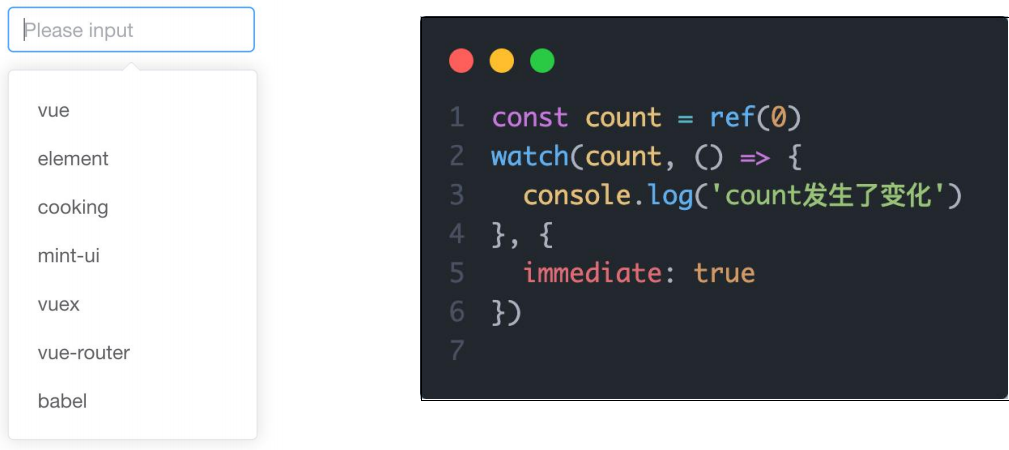 Please input
vue
element
cooking
mint-ui
vuex
vue-router
babel
1 const count = ref(0)
2 watch(count, () => {
3   console.log('count发生了变化')
4 }, {
5   immediate: true
6 })
7